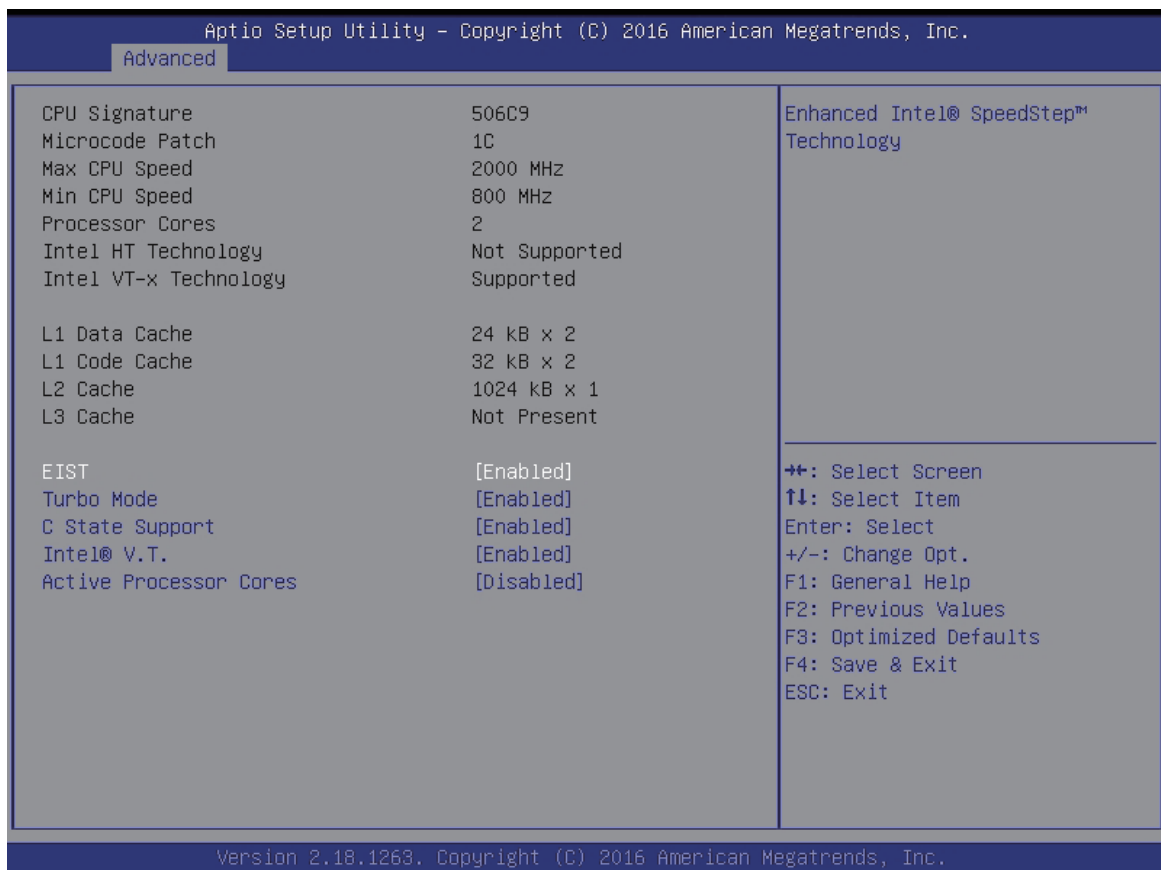 Aptio Setup Utility – Copyright (C) 2016 American Megatrends, Inc.
Advanced
CPU Signature 506C9
Microcode Patch 1C
Max CPU Speed 2000 MHz
Min CPU Speed 800 MHz
Processor Cores 2
Intel HT Technology Not Supported
Intel VT-x Technology Supported
L1 Data Cache 24 kB x 2
L1 Code Cache 32 kB x 2
L2 Cache 1024 kB x 1
L3 Cache Not Present
EIST [Enabled]
Turbo Mode [Enabled]
C State Support [Enabled]
Intel® V.T. [Enabled]
Active Processor Cores [Disabled]
Enhanced Intel® SpeedStep™
Technology
→←: Select Screen
↑↓: Select Item
Enter: Select
+/-: Change Opt.
F1: General Help
F2: Previous Values
F3: Optimized Defaults
F4: Save & Exit
ESC: Exit
Version 2.18.1263. Copyright (C) 2016 American Megatrends, Inc.